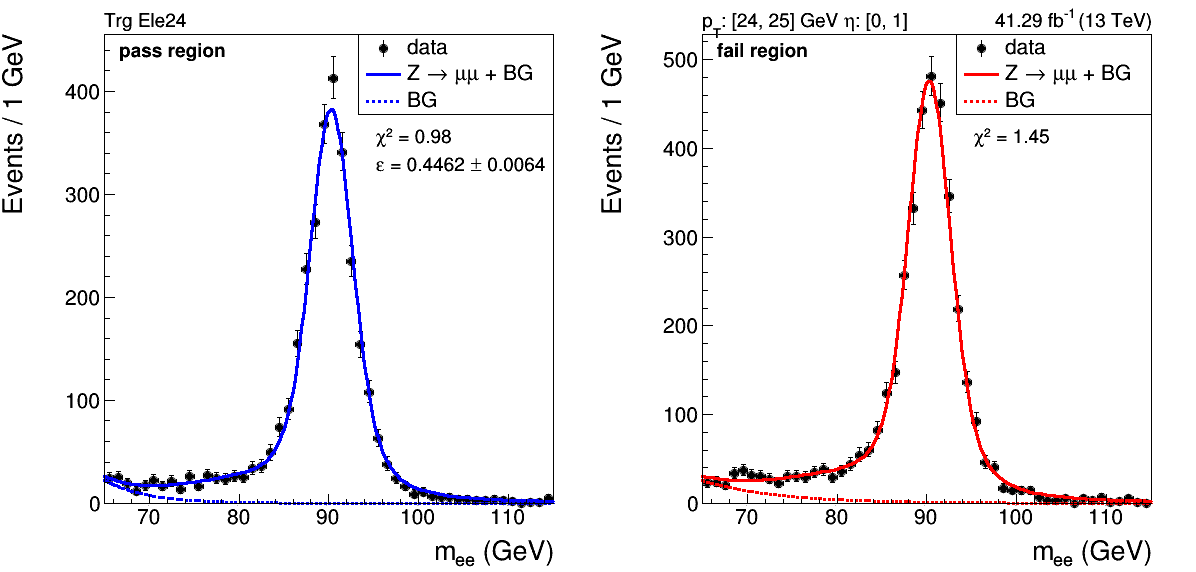 Trg Ele24
pass region
data
Z → μμ + BG
BG
χ² = 0.98
ε = 0.4462 ± 0.0064
Events / 1 GeV
400
300
200
100
0
70 80 90 100 110
m_ee (GeV)
p_T: [24, 25] GeV η: [0, 1] 41.29 fb⁻¹ (13 TeV)
fail region
data
Z → μμ + BG
BG
χ² = 1.45
Events / 1 GeV
500
400
300
200
100
0
70 80 90 100 110
m_ee (GeV)